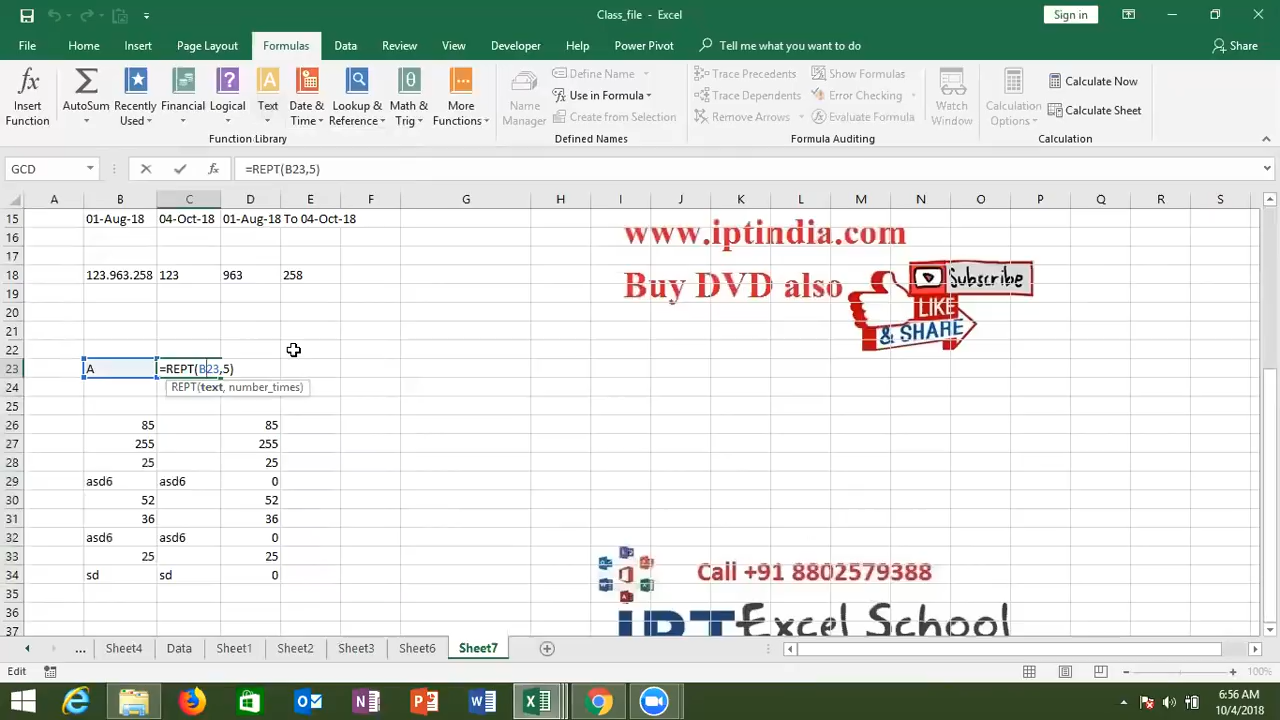 Class_file - Excel
Sign in
File Home Insert Page Layout Formulas Data Review View Developer Help Power Pivot Tell me what you want to do Share
Insert Function
AutoSum
Recently Used
Financial
Logical
Text
Date & Time
Lookup & Reference
Math & Trig
More Functions
Function Library
Name Manager
Define Name
Use in Formula
Create from Selection
Defined Names
Trace Precedents
Trace Dependents
Remove Arrows
Show Formulas
Error Checking
Evaluate Formula
Formula Auditing
Watch Window
Calculation Options
Calculate Now
Calculate Sheet
Calculation
GCD fx =REPT(B23,5)
A B C D E F G H I J K L M N O P Q R S
15 01-Aug-18 04-Oct-18 01-Aug-18 To 04-Oct-18
16
www.iptindia.com
17
18 123.963.258 123 963 258
Buy DVD also
Subscribe
LIKE
& SHARE
19
20
21
22
23 A =REPT(B23,5)
REPT(text, number_times)
24
25
26 85 85
27 255 255
28 25 25
29 asd6 asd6 0
30 52 52
31 36 36
32 asd6 asd6 0
33 25 25
34 sd sd 0
Call +91 8802579388
35
36
37
IPT Excel School
... Sheet4 Data Sheet1 Sheet2 Sheet3 Sheet6 Sheet7
Edit 100%
6:56 AM
10/4/2018